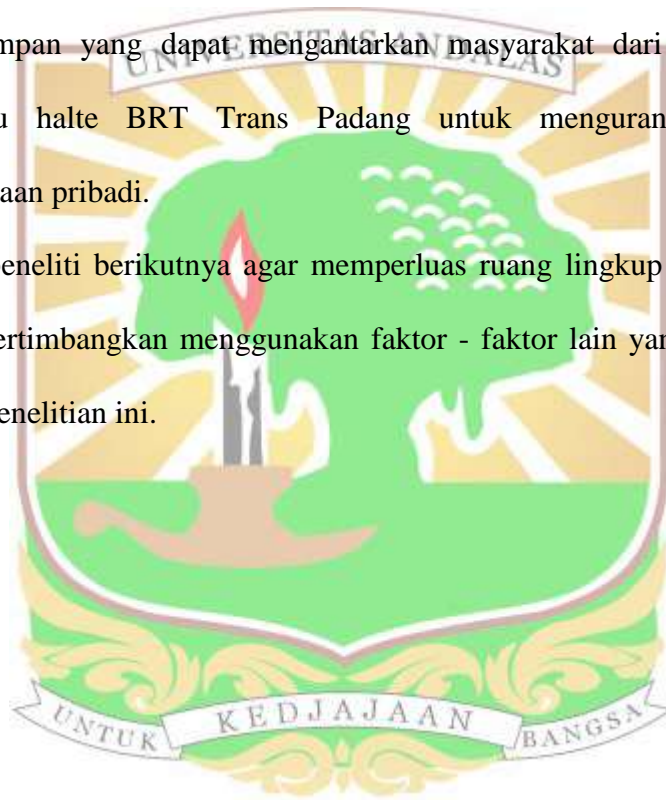 mpan yang dapat mengantarkan masyarakat dari
UNIVERSITAS ANDALAS
u halte BRT Trans Padang untuk menguran
aan pribadi.
eneliti berikutnya agar memperluas ruang lingkup
ertimbangkan menggunakan faktor - faktor lain yan
enelitian ini.
UNTUK KEDJAJAAN BANGSA